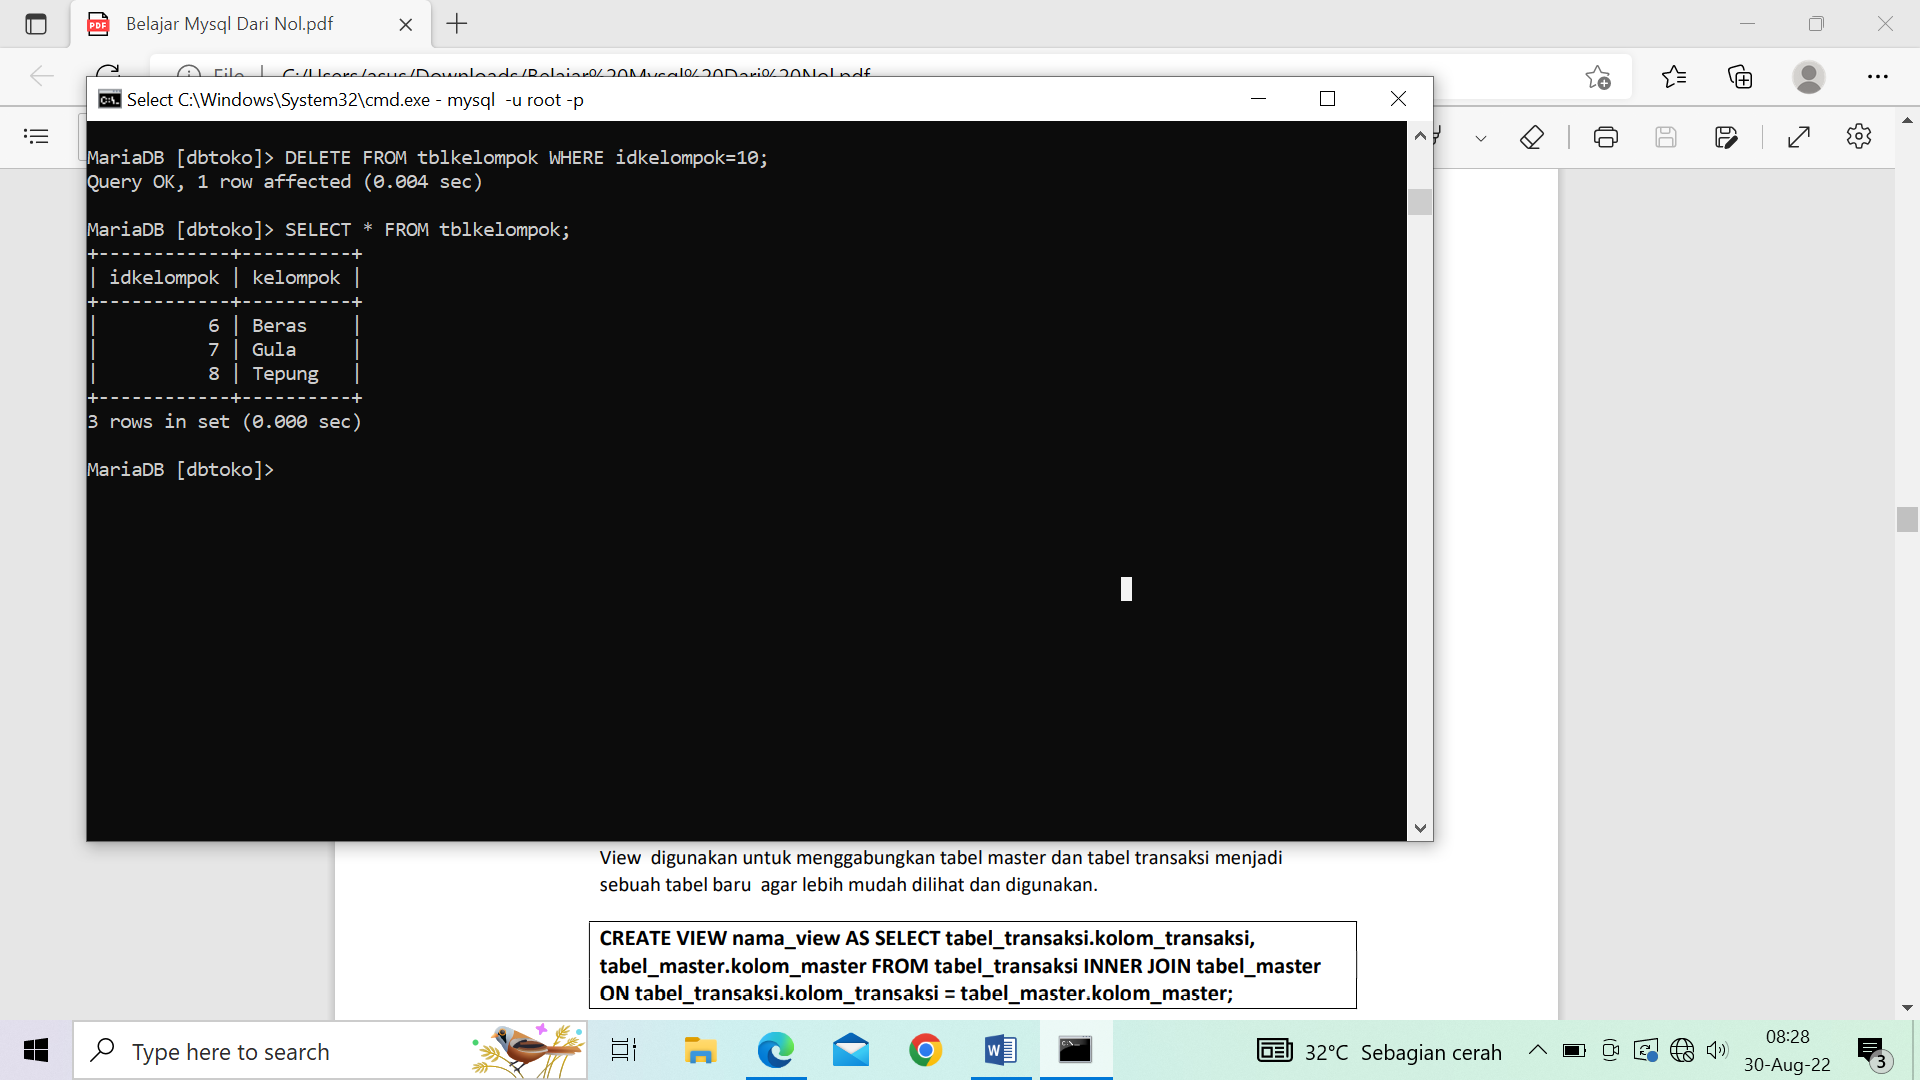 Belajar Mysql Dari Nol.pdf
File | C:/Users/asus/Downloads/Belajar%20Mysql%20Dari%20Nol.pdf
Select C:\Windows\System32\cmd.exe - mysql  -u root -p
MariaDB [dbtoko]> DELETE FROM tblkelompok WHERE idkelompok=10;
Query OK, 1 row affected (0.004 sec)
MariaDB [dbtoko]> SELECT * FROM tblkelompok;
+------------+----------+
| idkelompok | kelompok |
+------------+----------+
|          6 | Beras    |
|          7 | Gula     |
|          8 | Tepung   |
+------------+----------+
3 rows in set (0.000 sec)
MariaDB [dbtoko]>
View  digunakan untuk menggabungkan tabel master dan tabel transaksi menjadi
sebuah tabel baru  agar lebih mudah dilihat dan digunakan.
CREATE VIEW nama_view AS SELECT tabel_transaksi.kolom_transaksi,
tabel_master.kolom_master FROM tabel_transaksi INNER JOIN tabel_master
ON tabel_transaksi.kolom_transaksi = tabel_master.kolom_master;
Type here to search
32°C  Sebagian cerah
08:28
30-Aug-22
3